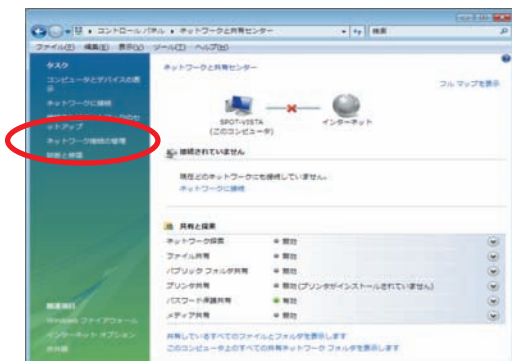 コントロール パネル ▸ ネットワークと共有センター
検索
ファイル(F) 編集(E) 表示(V) ツール(T) ヘルプ(H)
タスク
コンピュータとデバイスの表示
ネットワークに接続
ットアップ
ネットワーク接続の管理
診断と修復
関連項目
Windows ファイアウォール
インターネット オプション
赤外線
ネットワークと共有センター
フル マップを表示
SPOT-VISTA
(このコンピュータ)
インターネット
接続されていません
現在どのネットワークにも接続していません。
ネットワークに接続
共有と探索
ネットワーク探索 無効
ファイル共有 無効
パブリック フォルダ共有 無効
プリンタ共有 無効(プリンタがインストールされていません)
パスワード保護共有 有効
メディア共有 無効
共有しているすべてのファイルとフォルダを表示します
このコンピュータ上のすべての共有ネットワーク フォルダを表示します